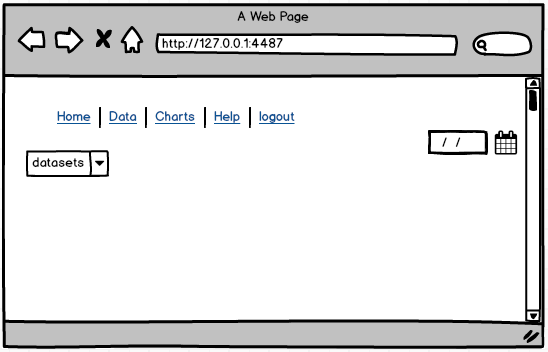 A Web Page
http://127.0.0.1:4487
Home Data Charts Help logout
/ /
datasets